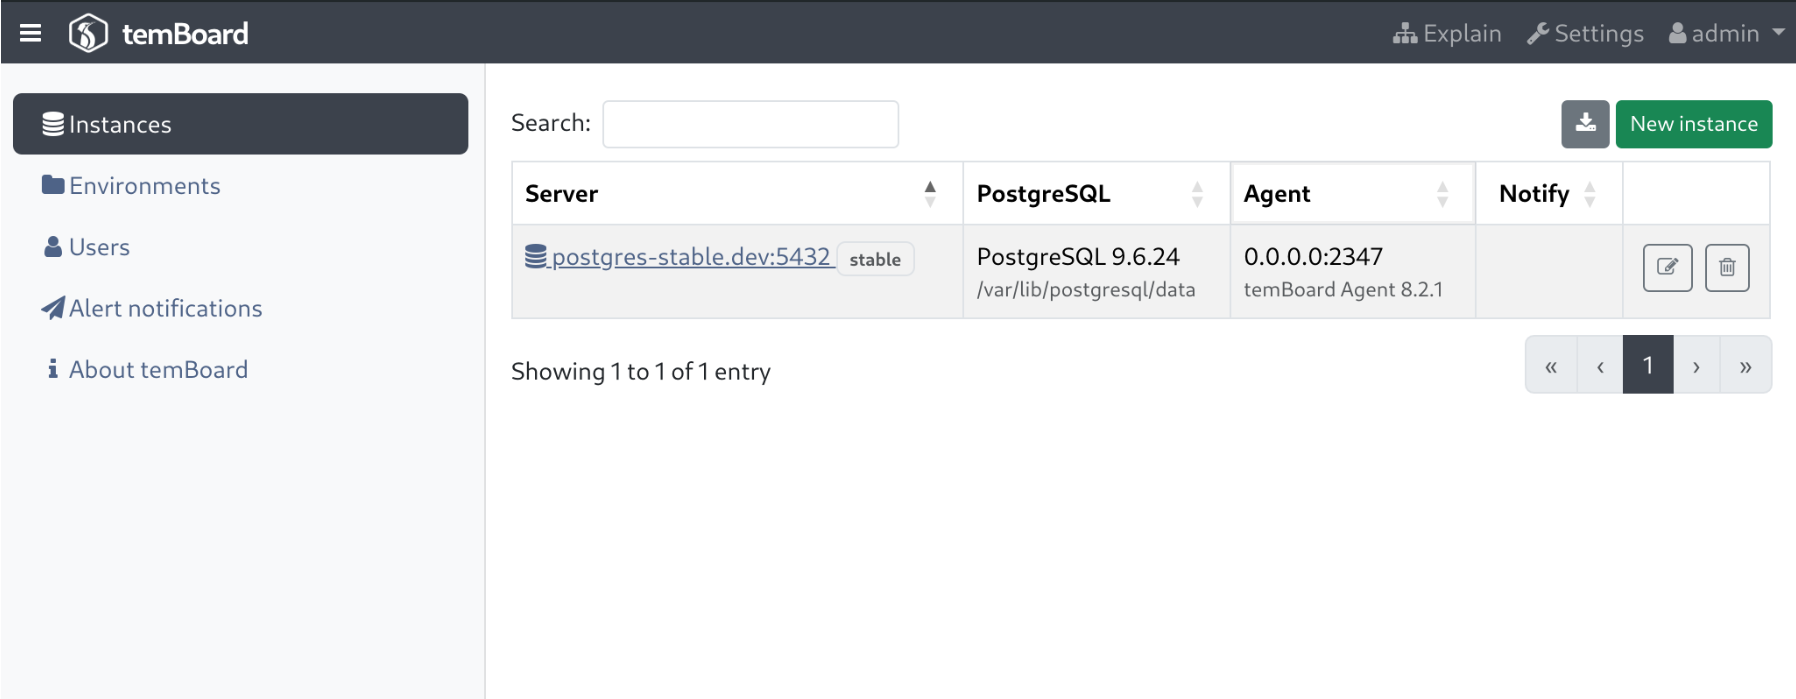 temBoard
Explain Settings admin
Instances
Environments
Users
Alert notifications
About temBoard
Search:
New instance
Server PostgreSQL Agent Notify
postgres-stable.dev:5432 stable PostgreSQL 9.6.24 0.0.0.0:2347
/var/lib/postgresql/data temBoard Agent 8.2.1
Showing 1 to 1 of 1 entry
« ‹ 1 › »